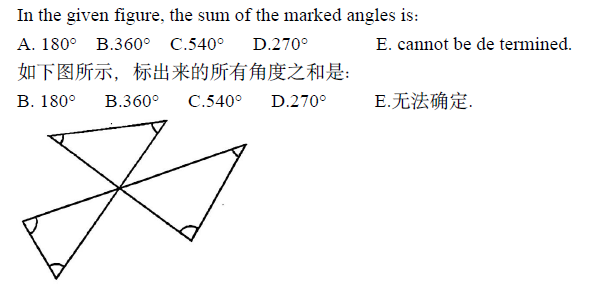 In the given figure, the sum of the marked angles is:
A. 180° B.360° C.540° D.270° E. cannot be de termined.
如下图所示，标出来的所有角度之和是:
B. 180° B.360° C.540° D.270° E.无法确定.